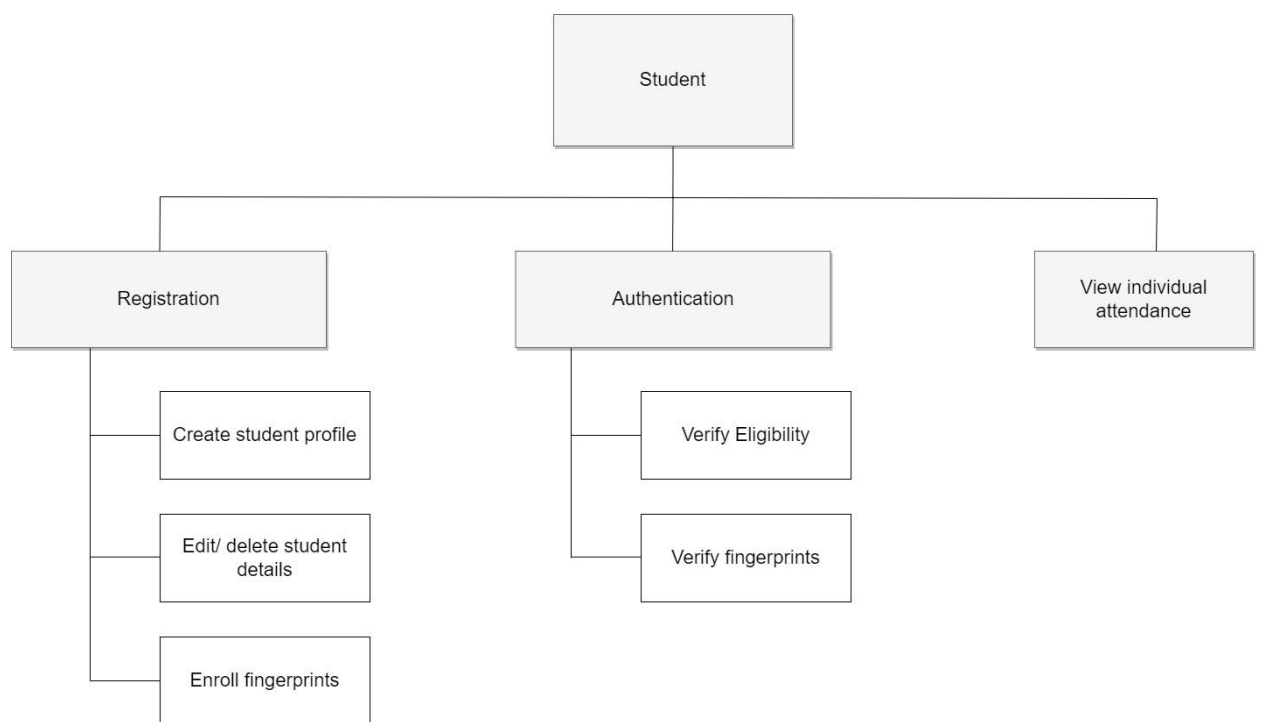 Student
Registration
Authentication
View individual
attendance
Create student profile
Verify Eligibility
Edit/ delete student
details
Verify fingerprints
Enroll fingerprints